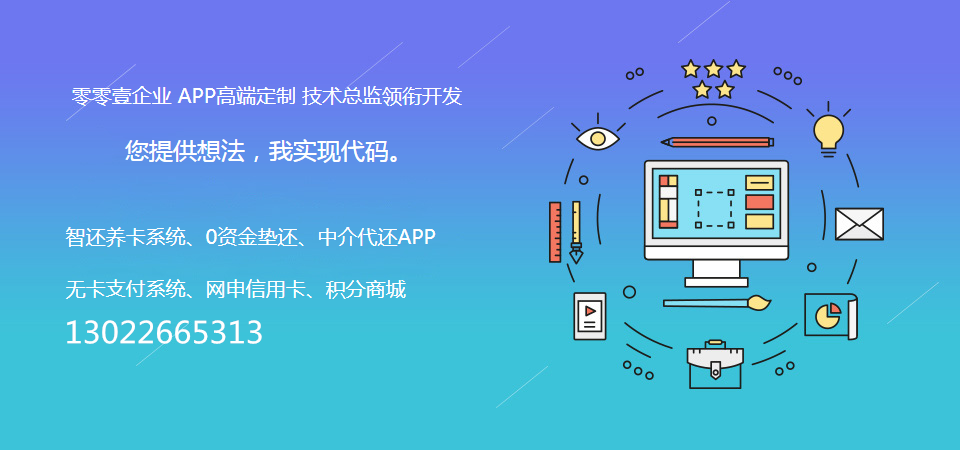 零零壹企业 APP高端定制 技术总监领衔开发
您提供想法，我实现代码。
智还养卡系统、0资金垫还、中介代还APP
无卡支付系统、网申信用卡、积分商城
13022665313